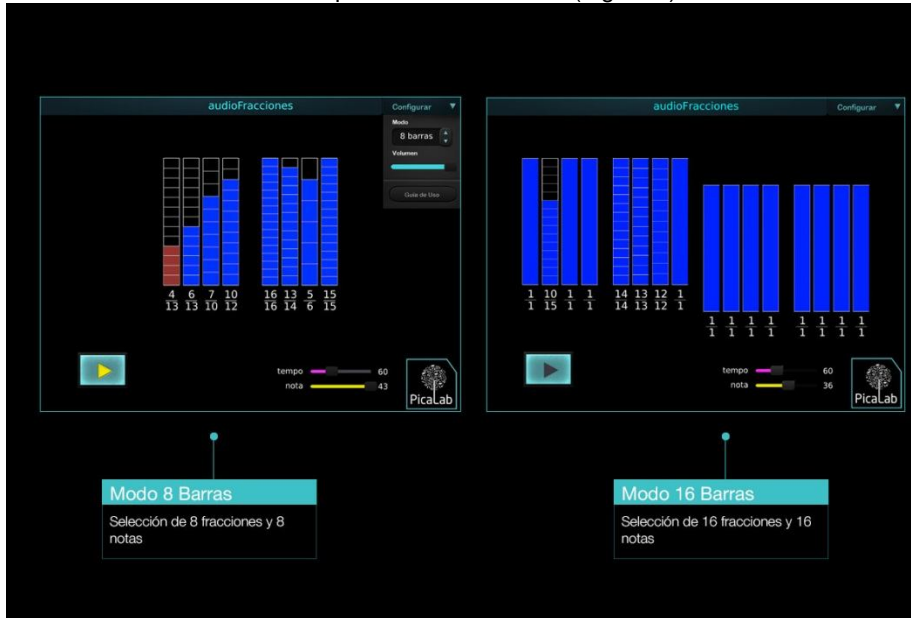 audioFracciones
Configurar
Modo
8 barras
Volumen
Guia de Uso
4 6 7 10 16 13 5 15
13 13 10 12 16 14 6 15
tempo 60
nota 43
PicaLab
audioFracciones
Configurar
1 10 1 1 14 13 12 1
1 15 1 1 14 13 12 1
1 1 1 1 1 1 1 1
1 1 1 1 1 1 1 1
tempo 60
nota 36
PicaLab
Modo 8 Barras
Selección de 8 fracciones y 8
notas
Modo 16 Barras
Selección de 16 fracciones y 16
notas